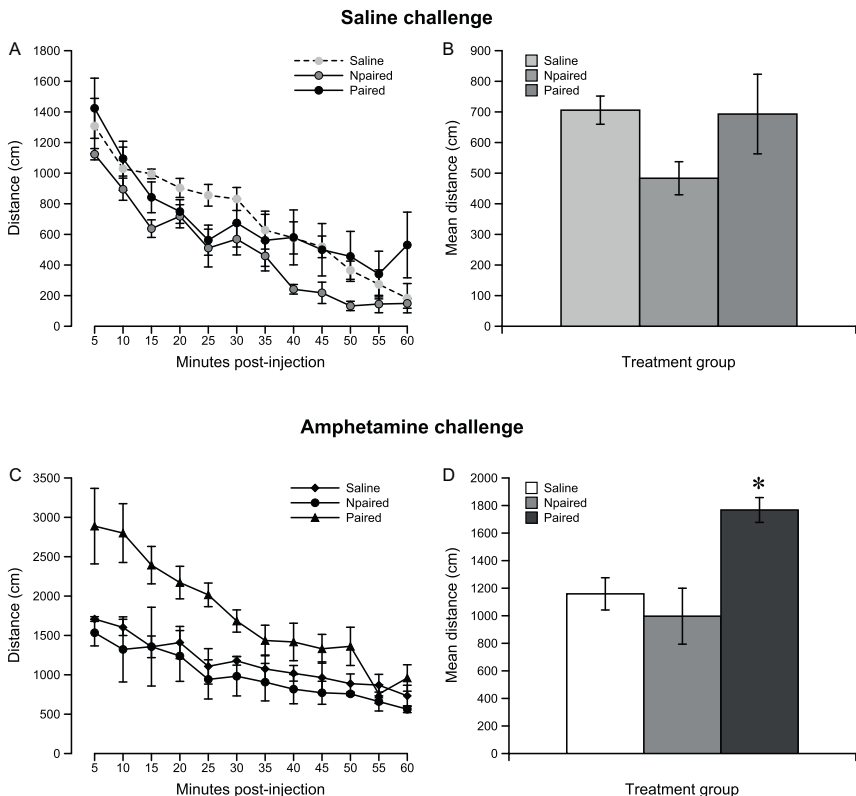 Saline challenge
A
1800
1600
1400
1200
1000
800
600
400
200
0
Distance (cm)
Saline
Npaired
Paired
5 10 15 20 25 30 35 40 45 50 55 60
Minutes post-injection
B
900
800
700
600
500
400
300
200
100
0
Mean distance (cm)
Saline
Npaired
Paired
Treatment group
Amphetamine challenge
C
3500
3000
2500
2000
1500
1000
500
0
Distance (cm)
Saline
Npaired
Paired
5 10 15 20 25 30 35 40 45 50 55 60
Minutes post-injection
D
2000
1800
1600
1400
1200
1000
800
600
400
200
0
Mean distance (cm)
Saline
Npaired
Paired
*
Treatment group